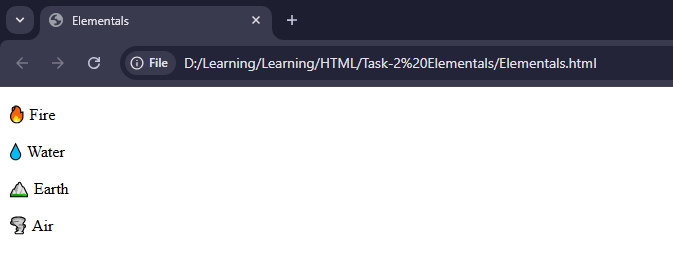 Elementals
File D:/Learning/Learning/HTML/Task-2%20Elementals/Elementals.html
🔥 Fire
💧 Water
⛰️ Earth
🌪️ Air